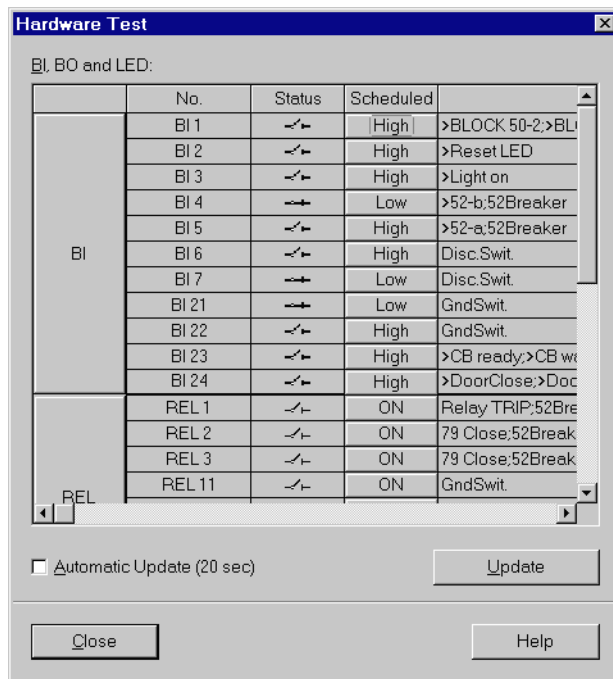 Hardware Test
BI, BO and LED:
No. Status Scheduled
BI 1 High >BLOCK 50-2;>BL
BI 2 High >Reset LED
BI 3 High >Light on
BI 4 Low >52-b;52Breaker
BI 5 High >52-a;52Breaker
BI BI 6 High Disc.Swit.
BI 7 Low Disc.Swit.
BI 21 Low GndSwit.
BI 22 High GndSwit.
BI 23 High >CB ready;>CB w
BI 24 High >DoorClose;>Doo
REL 1 ON Relay TRIP;52Bre
REL 2 ON 79 Close;52Break
REL 3 ON 79 Close;52Break
REL REL 11 ON GndSwit.
Automatic Update (20 sec) Update
Close Help